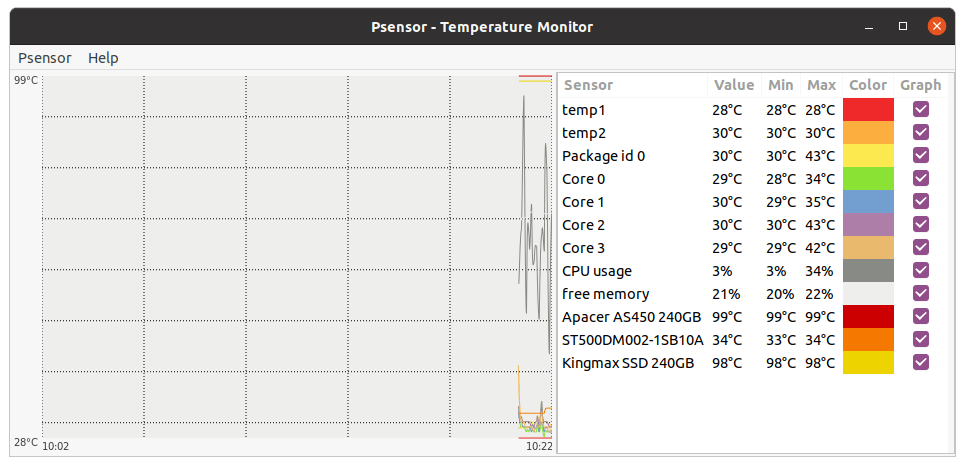 Psensor - Temperature Monitor
Psensor Help
99°C
28°C
10:02 10:22
Sensor Value Min Max Color Graph
temp1 28°C 28°C 28°C
temp2 30°C 30°C 30°C
Package id 0 30°C 30°C 43°C
Core 0 29°C 28°C 34°C
Core 1 30°C 29°C 35°C
Core 2 30°C 30°C 43°C
Core 3 29°C 29°C 42°C
CPU usage 3% 3% 34%
free memory 21% 20% 22%
Apacer AS450 240GB 99°C 99°C 99°C
ST500DM002-1SB10A 34°C 33°C 34°C
Kingmax SSD 240GB 98°C 98°C 98°C